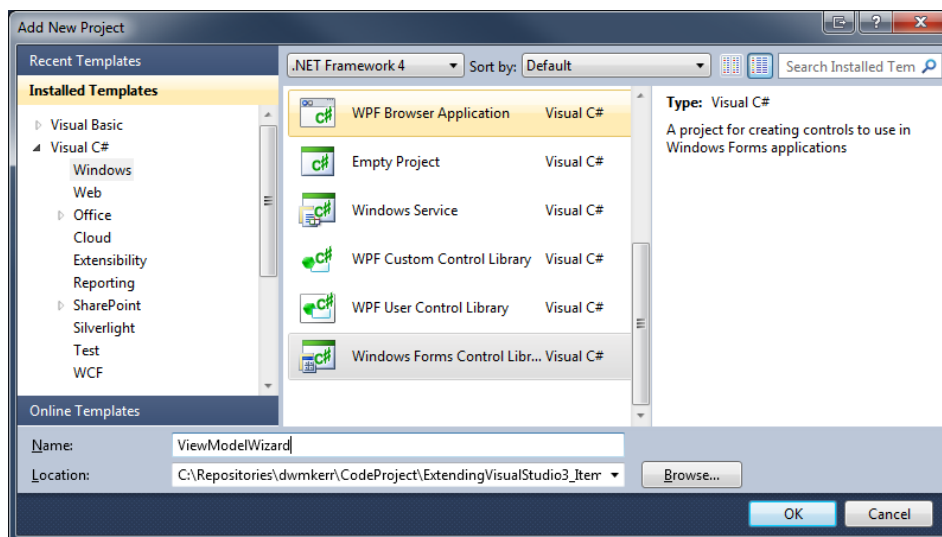 Add New Project
Recent Templates
Installed Templates
Visual Basic
Visual C#
Windows
Web
Office
Cloud
Extensibility
Reporting
SharePoint
Silverlight
Test
WCF
Online Templates
.NET Framework 4 Sort by: Default Search Installed Tem
WPF Browser Application Visual C#
Empty Project Visual C#
Windows Service Visual C#
WPF Custom Control Library Visual C#
WPF User Control Library Visual C#
Windows Forms Control Libr... Visual C#
Type: Visual C#
A project for creating controls to use in
Windows Forms applications
Name: ViewModelWizard
Location: C:\Repositories\dwmkerr\CodeProject\ExtendingVisualStudio3_Iter Browse...
OK Cancel